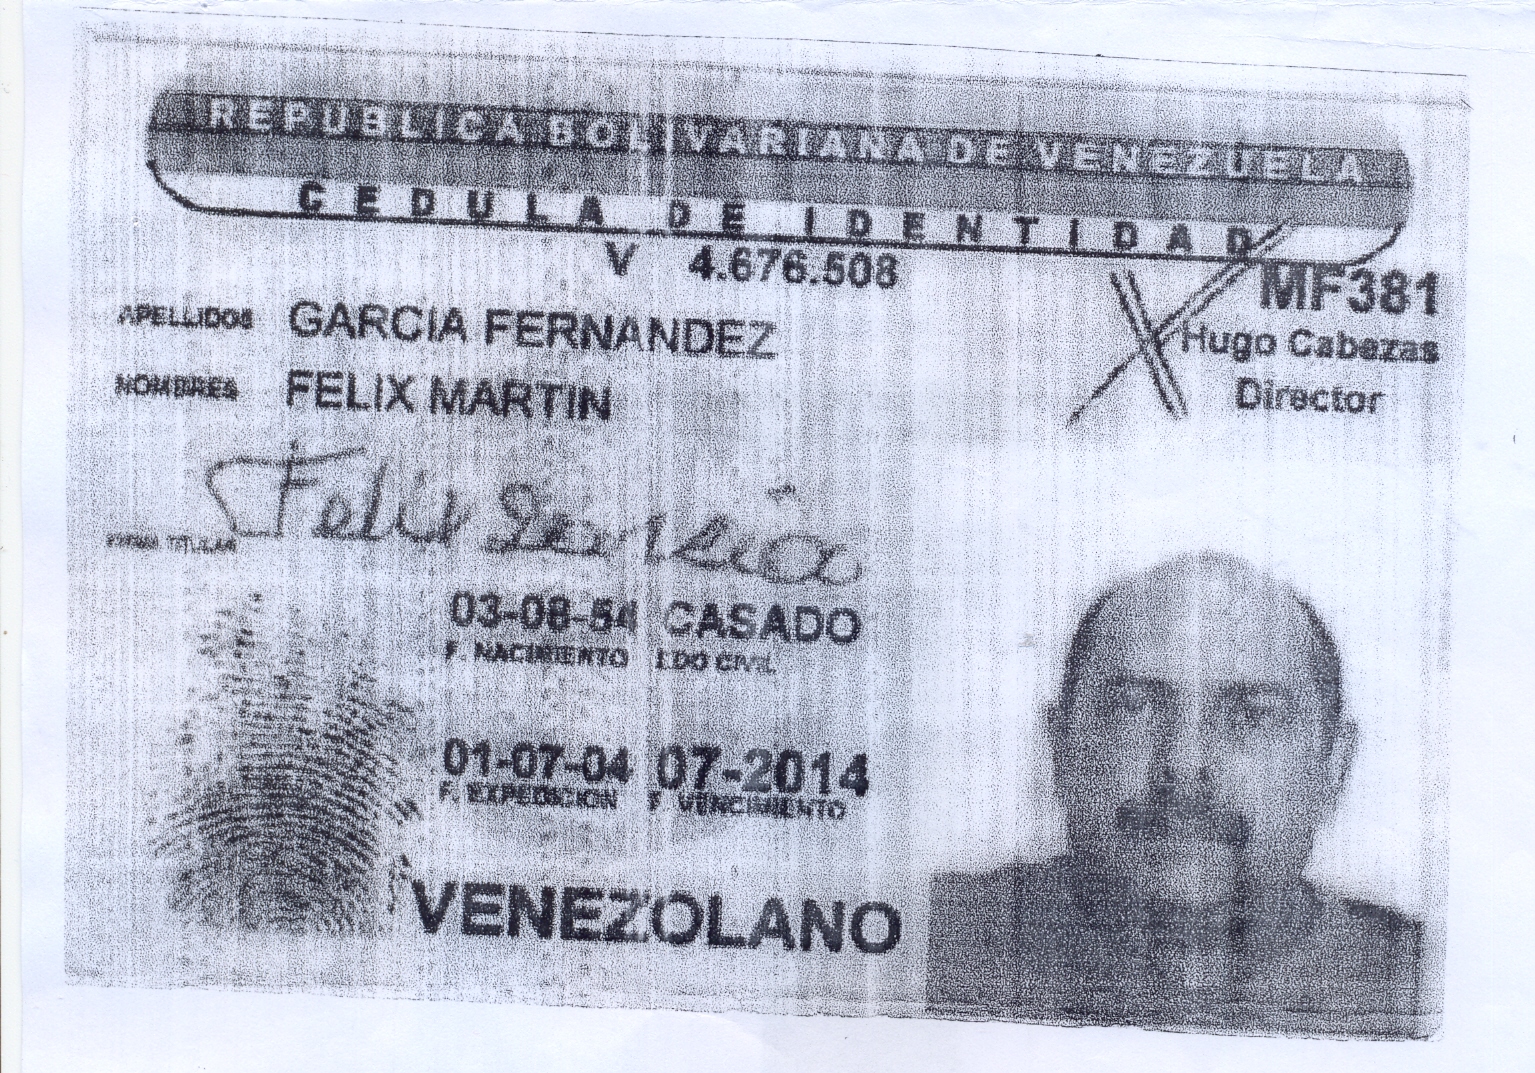 REPUBLICA BOLIVARIANA DE VENEZUELA
CEDULA DE IDENTIDAD
V 4.676.508
MF381
Hugo Cabezas
Director
APELLIDOS GARCIA FERNANDEZ
NOMBRES FELIX MARTIN
Felix Garcia
FIRMA TITULAR
03-08-54 CASADO
F. NACIMIENTO EDO CIVIL
01-07-04 07-2014
F. EXPEDICION F. VENCIMIENTO
VENEZOLANO